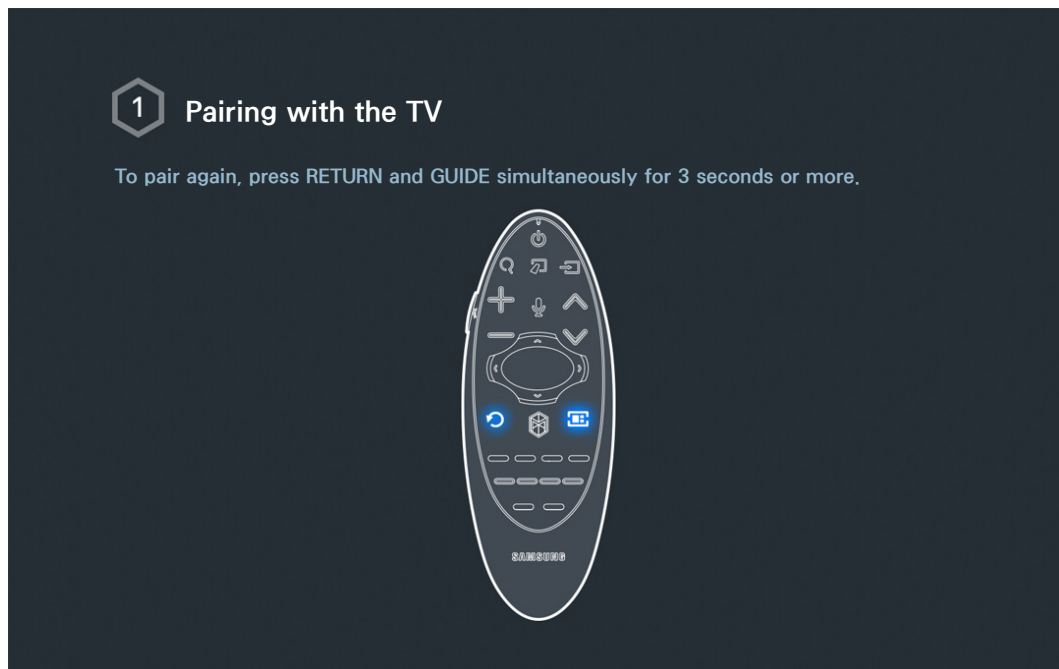 1
Pairing with the TV
To pair again, press RETURN and GUIDE simultaneously for 3 seconds or more.
SAMSUNG